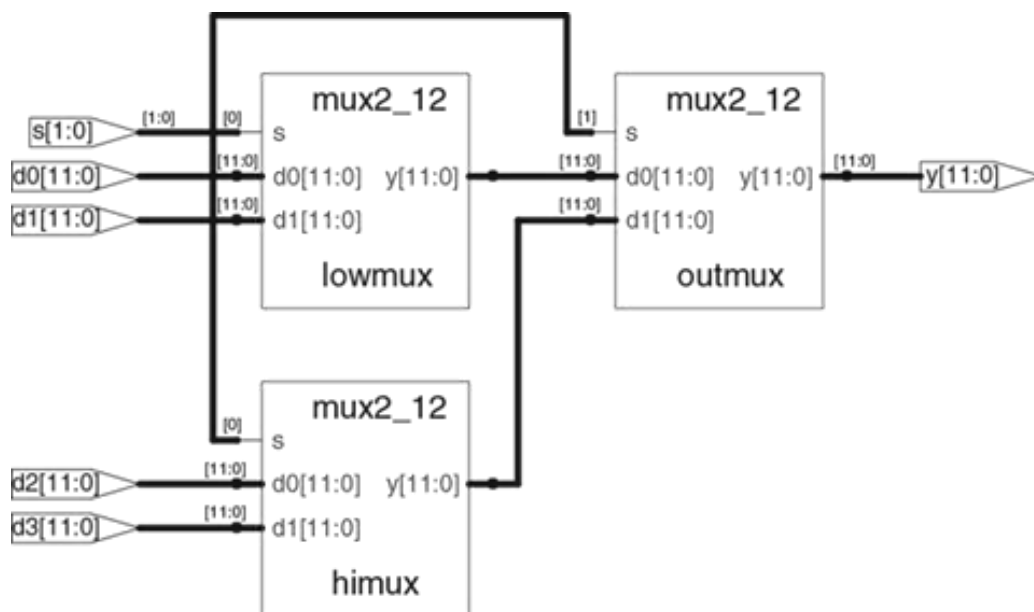 mux2_12
mux2_12
[1:0]
[0]
[1]
s[1:0]
s
s
[11:0]
[11:0]
[11:0]
d0[11:0]
d0[11:0]
y[11:0]
d0[11:0]
y[11:0]
y[11:0]
[11:0]
[11:0]
d1[11:0]
d1[11:0]
d1[11:0]
lowmux
outmux
mux2_12
[0]
s
[11:0]
d2[11:0]
d0[11:0]
y[11:0]
[11:0]
d3[11:0]
d1[11:0]
himux